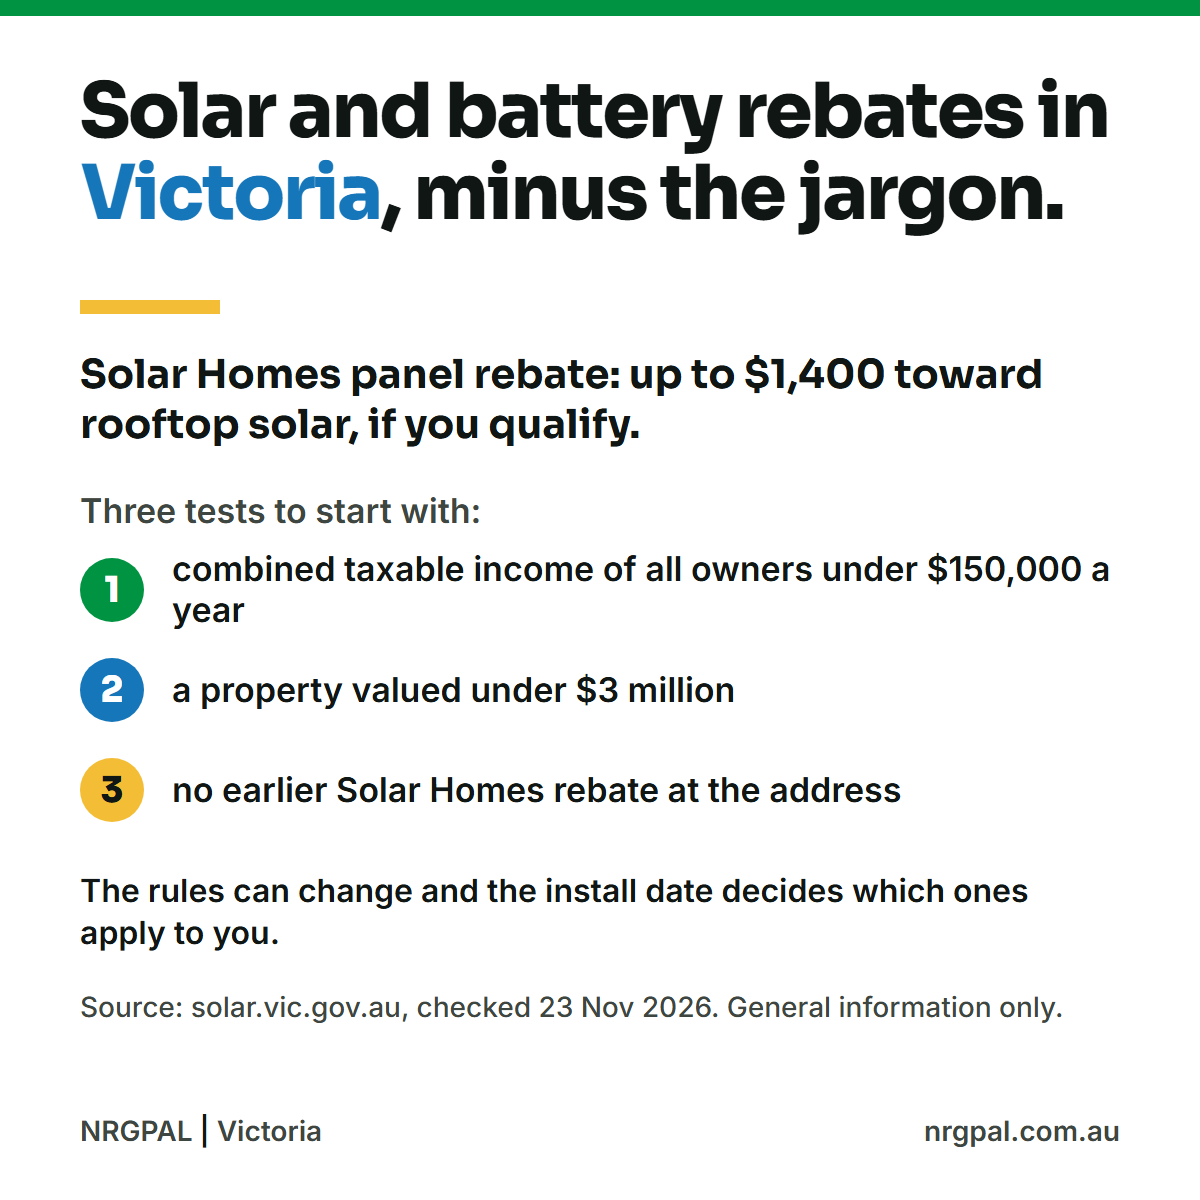 Solar and battery rebates in
Victoria, minus the jargon.
Solar Homes panel rebate: up to $1,400 toward
rooftop solar, if you qualify.
Three tests to start with:
1 combined taxable income of all owners under $150,000 a
year
2 a property valued under $3 million
3 no earlier Solar Homes rebate at the address
The rules can change and the install date decides which ones
apply to you.
Source: solar.vic.gov.au, checked 23 Nov 2026. General information only.
NRGPAL | Victoria nrgpal.com.au